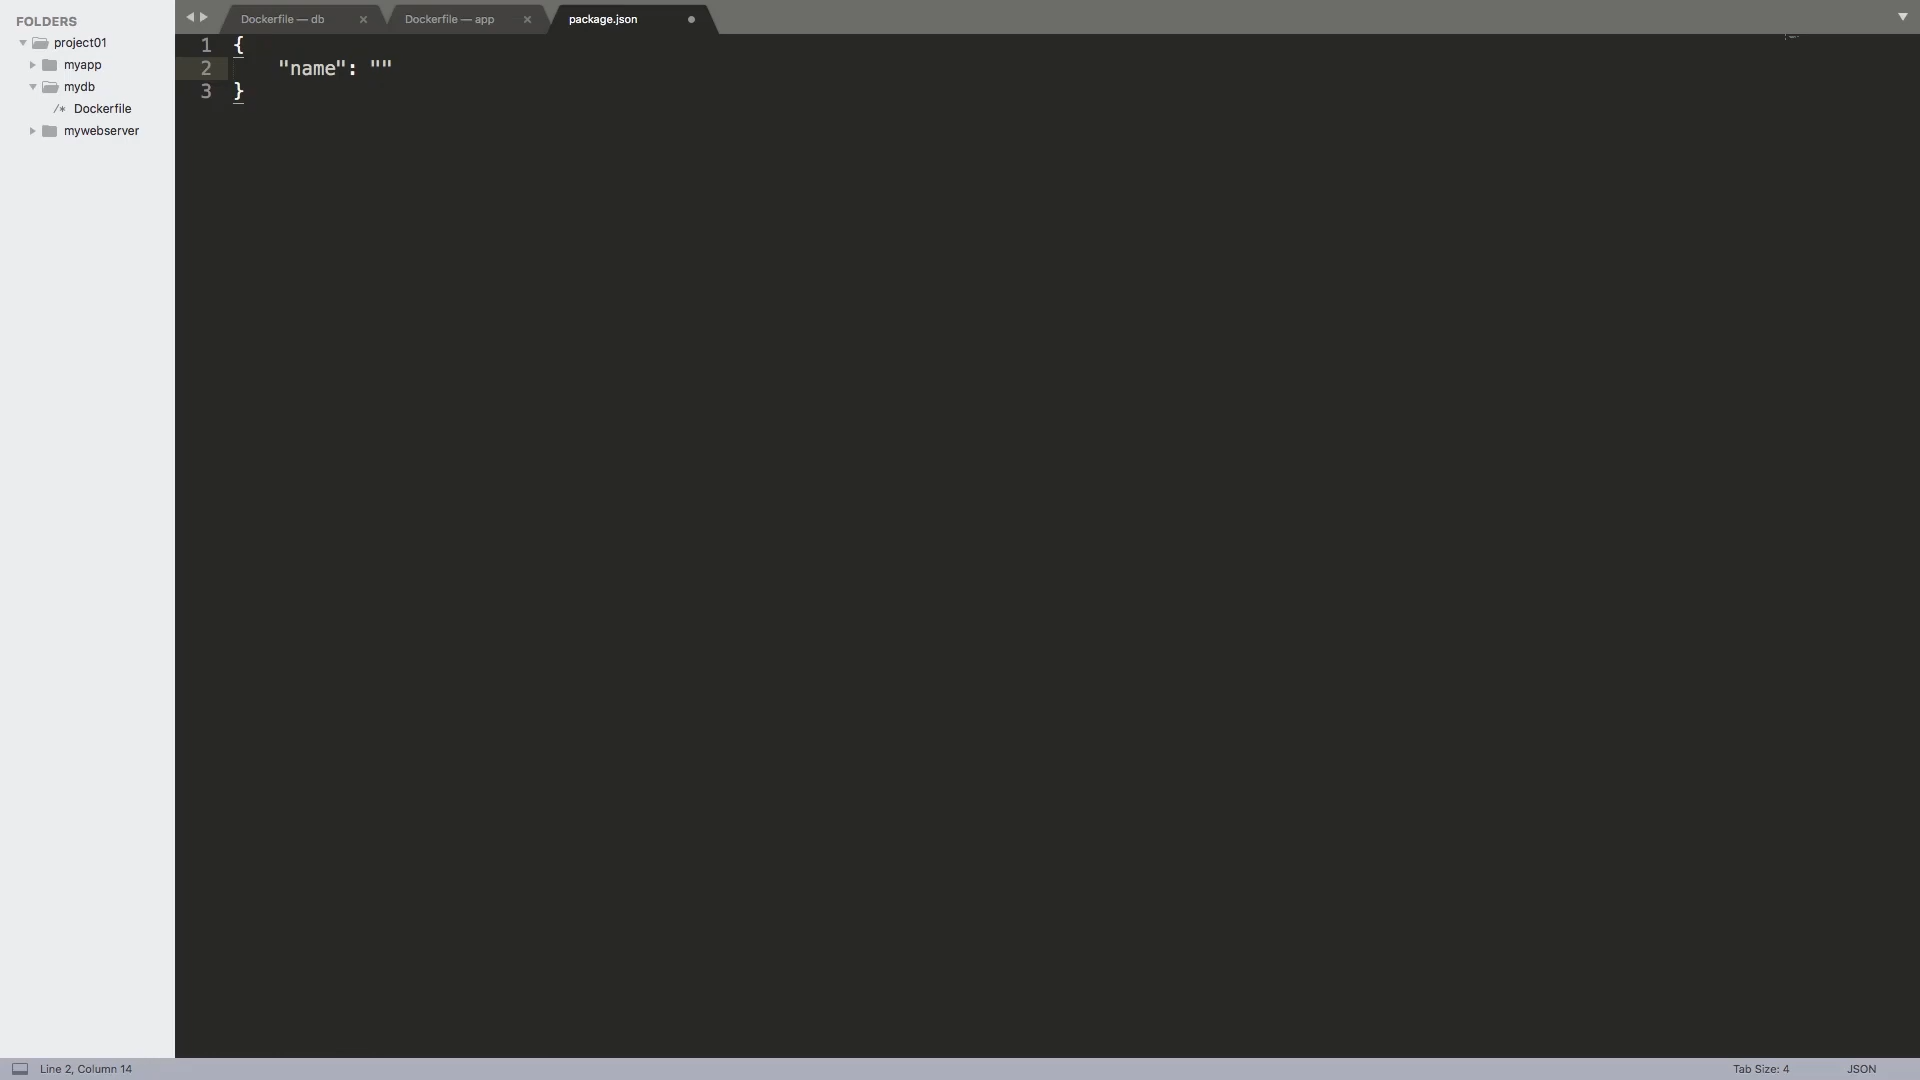 FOLDERS
project01
myapp
mydb
/* Dockerfile
mywebserver
Dockerfile — db
Dockerfile — app
package.json
1 {
2 "name": ""
3 }
Line 2, Column 14
Tab Size: 4
JSON